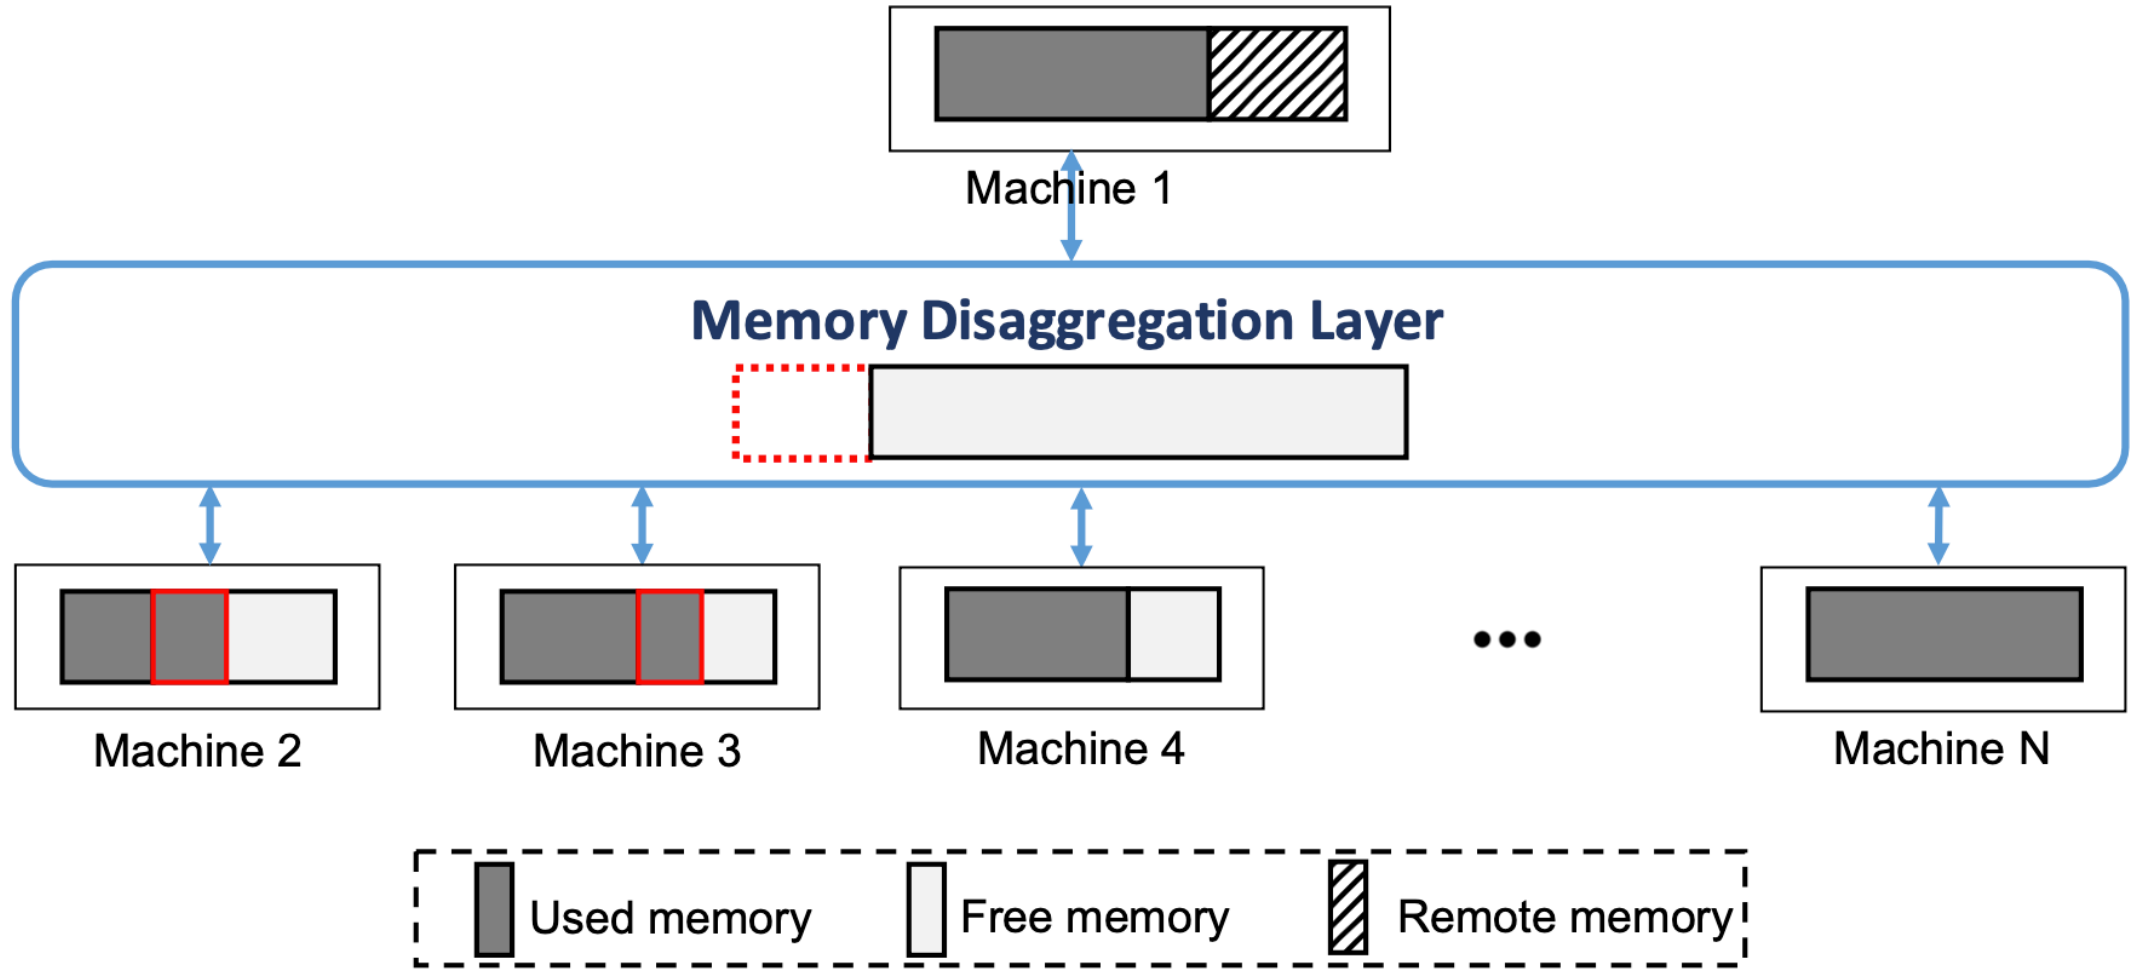 Machine 1
Memory Disaggregation Layer
Machine 2
Machine 3
Machine 4
Machine N
Used memory
Free memory
Remote memory